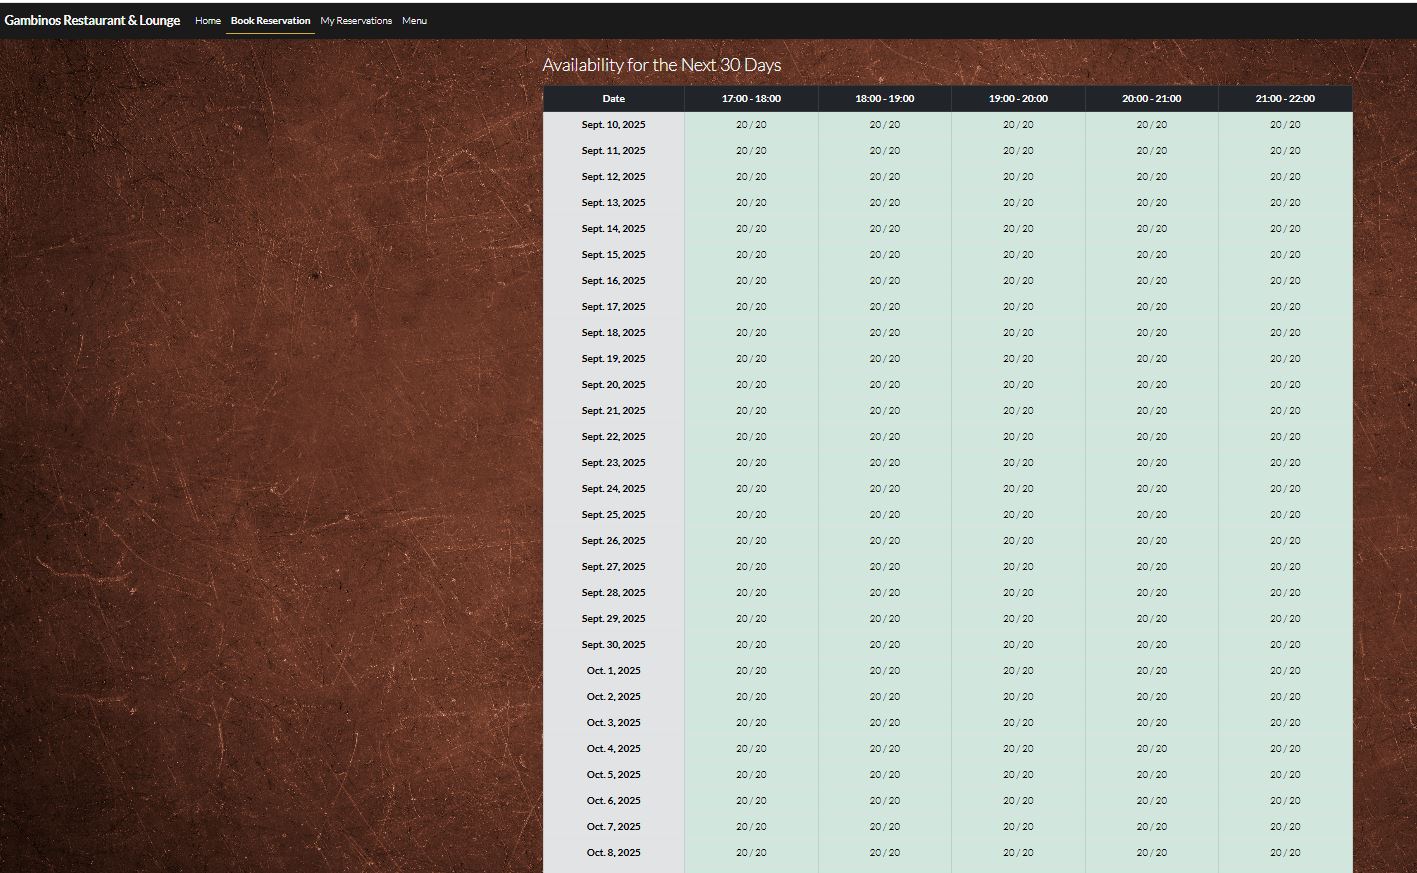 Gambinos Restaurant & Lounge Home Book Reservation My Reservations Menu
Availability for the Next 30 Days
Date 17:00 - 18:00 18:00 - 19:00 19:00 - 20:00 20:00 - 21:00 21:00 - 22:00
Sept. 10, 2025 20 / 20 20 / 20 20 / 20 20 / 20 20 / 20
Sept. 11, 2025 20 / 20 20 / 20 20 / 20 20 / 20 20 / 20
Sept. 12, 2025 20 / 20 20 / 20 20 / 20 20 / 20 20 / 20
Sept. 13, 2025 20 / 20 20 / 20 20 / 20 20 / 20 20 / 20
Sept. 14, 2025 20 / 20 20 / 20 20 / 20 20 / 20 20 / 20
Sept. 15, 2025 20 / 20 20 / 20 20 / 20 20 / 20 20 / 20
Sept. 16, 2025 20 / 20 20 / 20 20 / 20 20 / 20 20 / 20
Sept. 17, 2025 20 / 20 20 / 20 20 / 20 20 / 20 20 / 20
Sept. 18, 2025 20 / 20 20 / 20 20 / 20 20 / 20 20 / 20
Sept. 19, 2025 20 / 20 20 / 20 20 / 20 20 / 20 20 / 20
Sept. 20, 2025 20 / 20 20 / 20 20 / 20 20 / 20 20 / 20
Sept. 21, 2025 20 / 20 20 / 20 20 / 20 20 / 20 20 / 20
Sept. 22, 2025 20 / 20 20 / 20 20 / 20 20 / 20 20 / 20
Sept. 23, 2025 20 / 20 20 / 20 20 / 20 20 / 20 20 / 20
Sept. 24, 2025 20 / 20 20 / 20 20 / 20 20 / 20 20 / 20
Sept. 25, 2025 20 / 20 20 / 20 20 / 20 20 / 20 20 / 20
Sept. 26, 2025 20 / 20 20 / 20 20 / 20 20 / 20 20 / 20
Sept. 27, 2025 20 / 20 20 / 20 20 / 20 20 / 20 20 / 20
Sept. 28, 2025 20 / 20 20 / 20 20 / 20 20 / 20 20 / 20
Sept. 29, 2025 20 / 20 20 / 20 20 / 20 20 / 20 20 / 20
Sept. 30, 2025 20 / 20 20 / 20 20 / 20 20 / 20 20 / 20
Oct. 1, 2025 20 / 20 20 / 20 20 / 20 20 / 20 20 / 20
Oct. 2, 2025 20 / 20 20 / 20 20 / 20 20 / 20 20 / 20
Oct. 3, 2025 20 / 20 20 / 20 20 / 20 20 / 20 20 / 20
Oct. 4, 2025 20 / 20 20 / 20 20 / 20 20 / 20 20 / 20
Oct. 5, 2025 20 / 20 20 / 20 20 / 20 20 / 20 20 / 20
Oct. 6, 2025 20 / 20 20 / 20 20 / 20 20 / 20 20 / 20
Oct. 7, 2025 20 / 20 20 / 20 20 / 20 20 / 20 20 / 20
Oct. 8, 2025 20 / 20 20 / 20 20 / 20 20 / 20 20 / 20